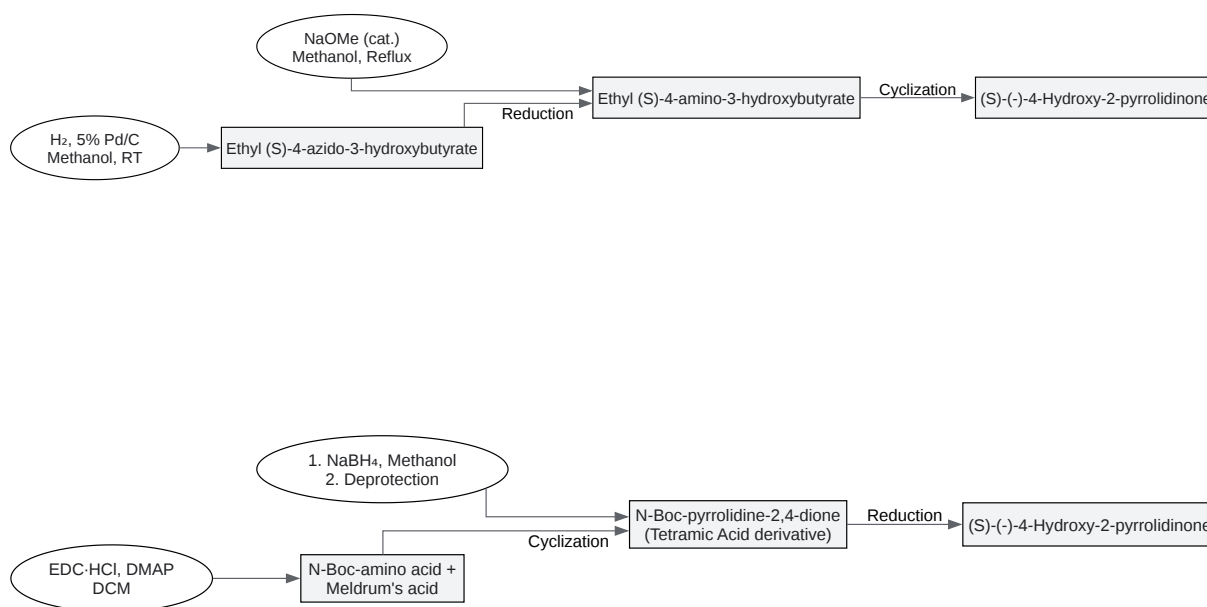 NaOMe (cat.)
Methanol, Reflux
Ethyl (S)-4-amino-3-hydroxybutyrate
Cyclization
(S)-(-)-4-Hydroxy-2-pyrrolidinone
Reduction
H₂, 5% Pd/C
Methanol, RT
Ethyl (S)-4-azido-3-hydroxybutyrate
1. NaBH₄, Methanol
2. Deprotection
N-Boc-pyrrolidine-2,4-dione
(Tetramic Acid derivative)
Reduction
(S)-(-)-4-Hydroxy-2-pyrrolidinone
Cyclization
EDC·HCl, DMAP
DCM
N-Boc-amino acid +
Meldrum's acid